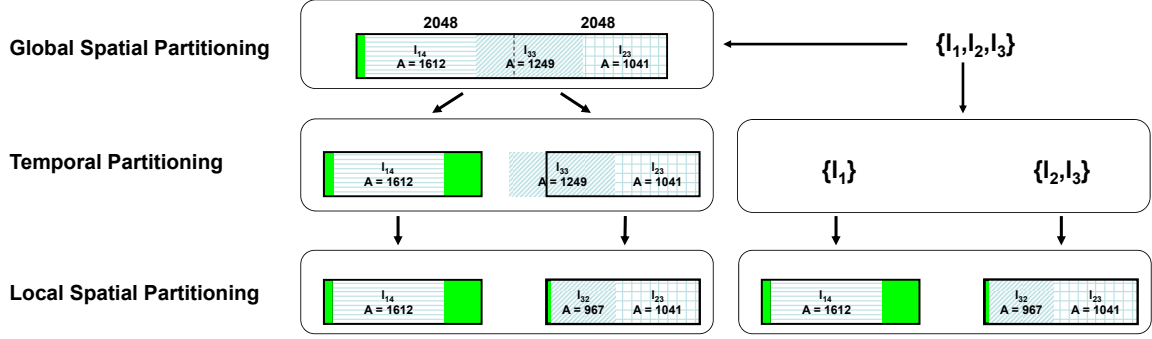 2048 2048
Global Spatial Partitioning
I14 I33 I23
A = 1612 A = 1249 A = 1041
{I1,I2,I3}
Temporal Partitioning
I14 I33 I23
A = 1612 A = 1249 A = 1041
{I1} {I2,I3}
Local Spatial Partitioning
I14 I32 I23 I14 I32 I23
A = 1612 A = 967 A = 1041 A = 1612 A = 967 A = 1041